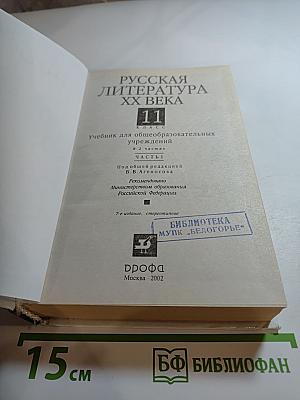 РУССКАЯ
ЛИТЕРАТУРА
XX ВЕКА
11
КЛАСС
Учебник для общеобразовательных
учреждений
В 2 частях
ЧАСТЬ I
Под общей редакцией
В.В.Агеносова
Рекомендовано
Министерством образования
Российской Федерации
7-е издание, стереотипное
БИБЛИОТЕКА
МУПК „БЕЛОГОРЬЕ"
дрофа
Москва · 2002
15 см
БФ БИБЛИОФАН